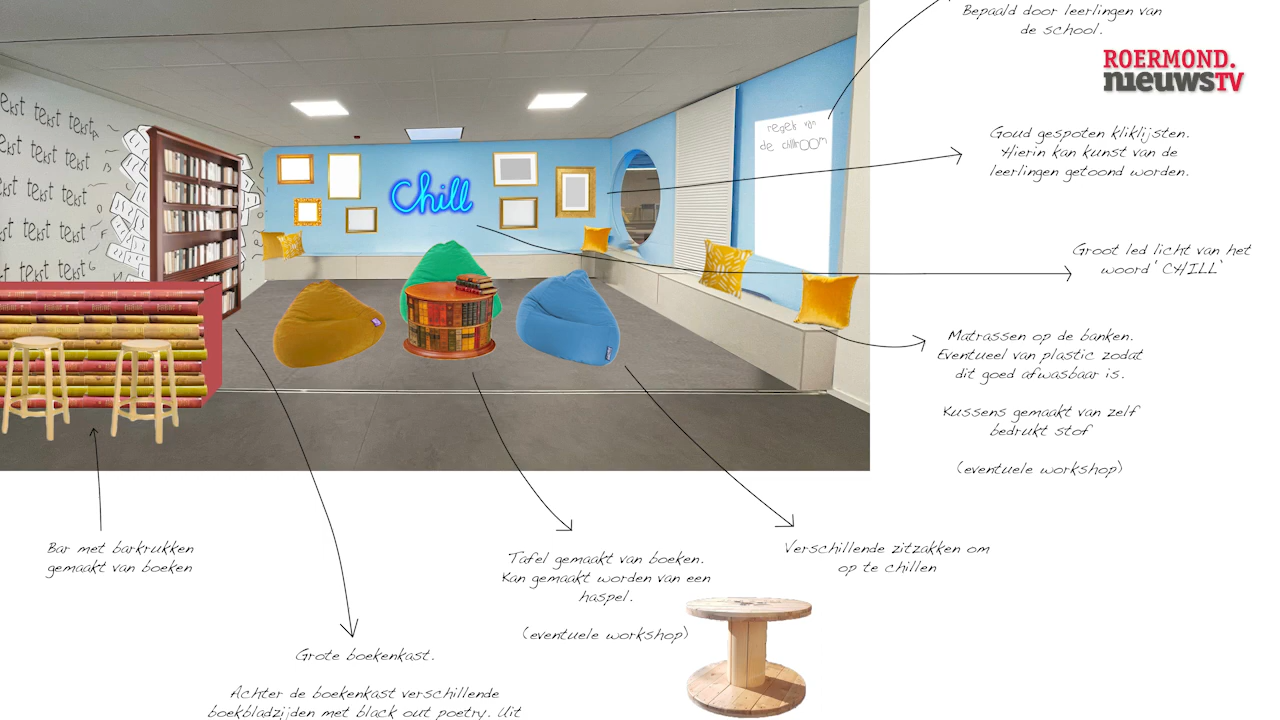 Bepaald door leerlingen van
de school.
ROERMOND.
nieuwsTV
Goud gespoten kliklijsten.
Hierin kan kunst van de
leerlingen getoond worden.
Groot led licht van het
woord 'CHILL'
Matrassen op de banken.
Eventueel van plastic zodat
dit goed afwasbaar is.
Kussens gemaakt van zelf
bedrukt stof
(eventuele workshop)
tekst tekst tekst
tekst tekst tekst
tekst tekst tekst
tekst tekst tekst
tekst tekst tekst
Chill
regels van
de chillroom
Bar met barkrukken
gemaakt van boeken
Tafel gemaakt van boeken.
Kan gemaakt worden van een
haspel.
(eventuele workshop)
Verschillende zitzakken om
op te chillen
Grote boekenkast.
Achter de boekenkast verschillende
boekbladzijden met black out poetry. Uit